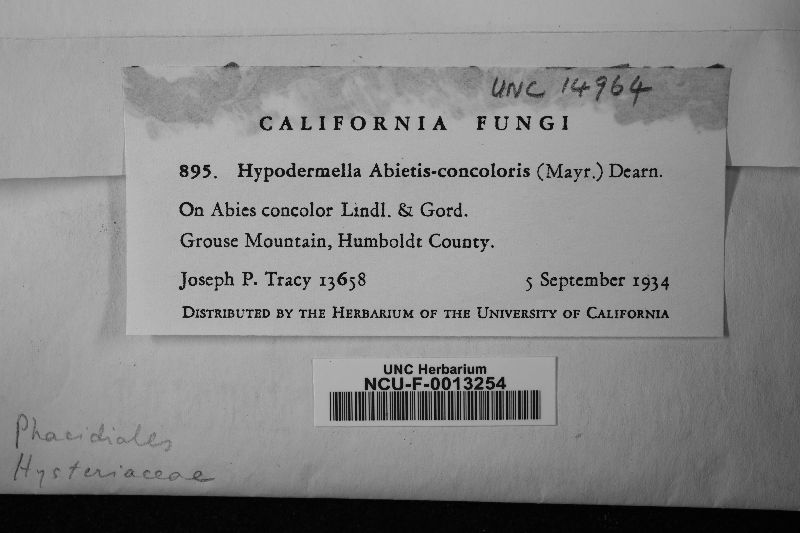 UNC 14964
CALIFORNIA FUNGI
895. Hypodermella Abietis-concoloris (Mayr.) Dearn.
On Abies concolor Lindl. & Gord.
Grouse Mountain, Humboldt County.
Joseph P. Tracy 13658 5 September 1934
DISTRIBUTED BY THE HERBARIUM OF THE UNIVERSITY OF CALIFORNIA
UNC Herbarium
NCU-F-0013254
Phacidiales
Hysteriaceae